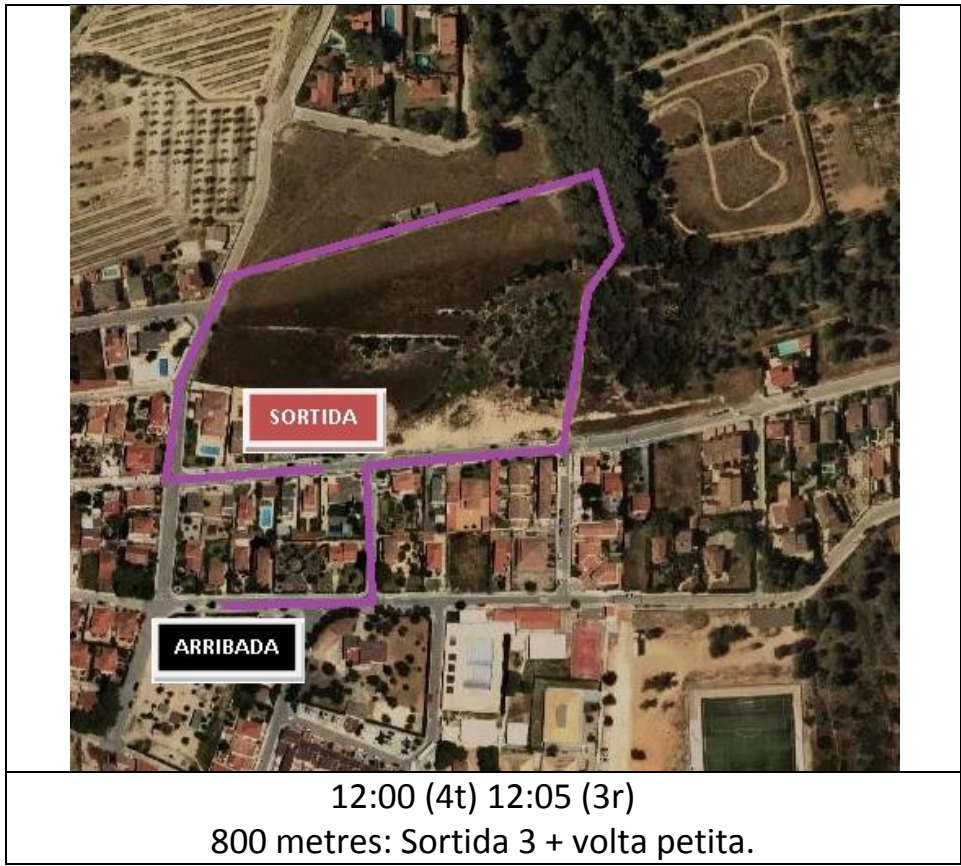 SORTIDA
ARRIBADA
12:00 (4t) 12:05 (3r)
800 metres: Sortida 3 + volta petita.